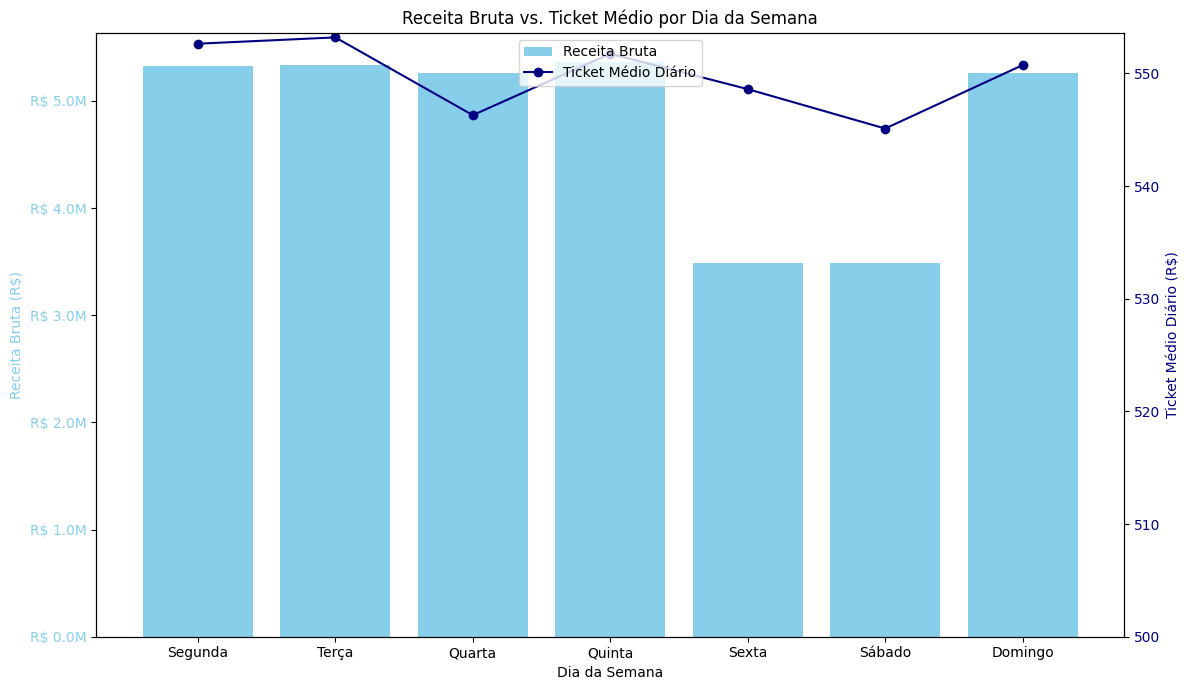 Receita Bruta vs. Ticket Médio por Dia da Semana
Receita Bruta
Ticket Médio Diário
R$ 5.0M
R$ 4.0M
R$ 3.0M
R$ 2.0M
R$ 1.0M
R$ 0.0M
Receita Bruta (R$)
550
540
530
520
510
500
Ticket Médio Diário (R$)
Segunda
Terça
Quarta
Quinta
Sexta
Sábado
Domingo
Dia da Semana